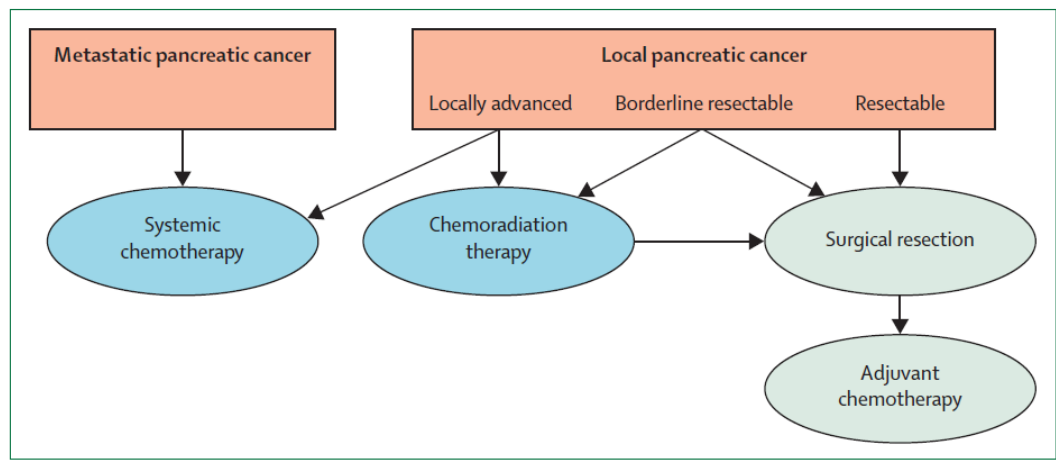 Metastatic pancreatic cancer
Local pancreatic cancer
Locally advanced
Borderline resectable
Resectable
Systemic
chemotherapy
Chemoradiation
therapy
Surgical resection
Adjuvant
chemotherapy